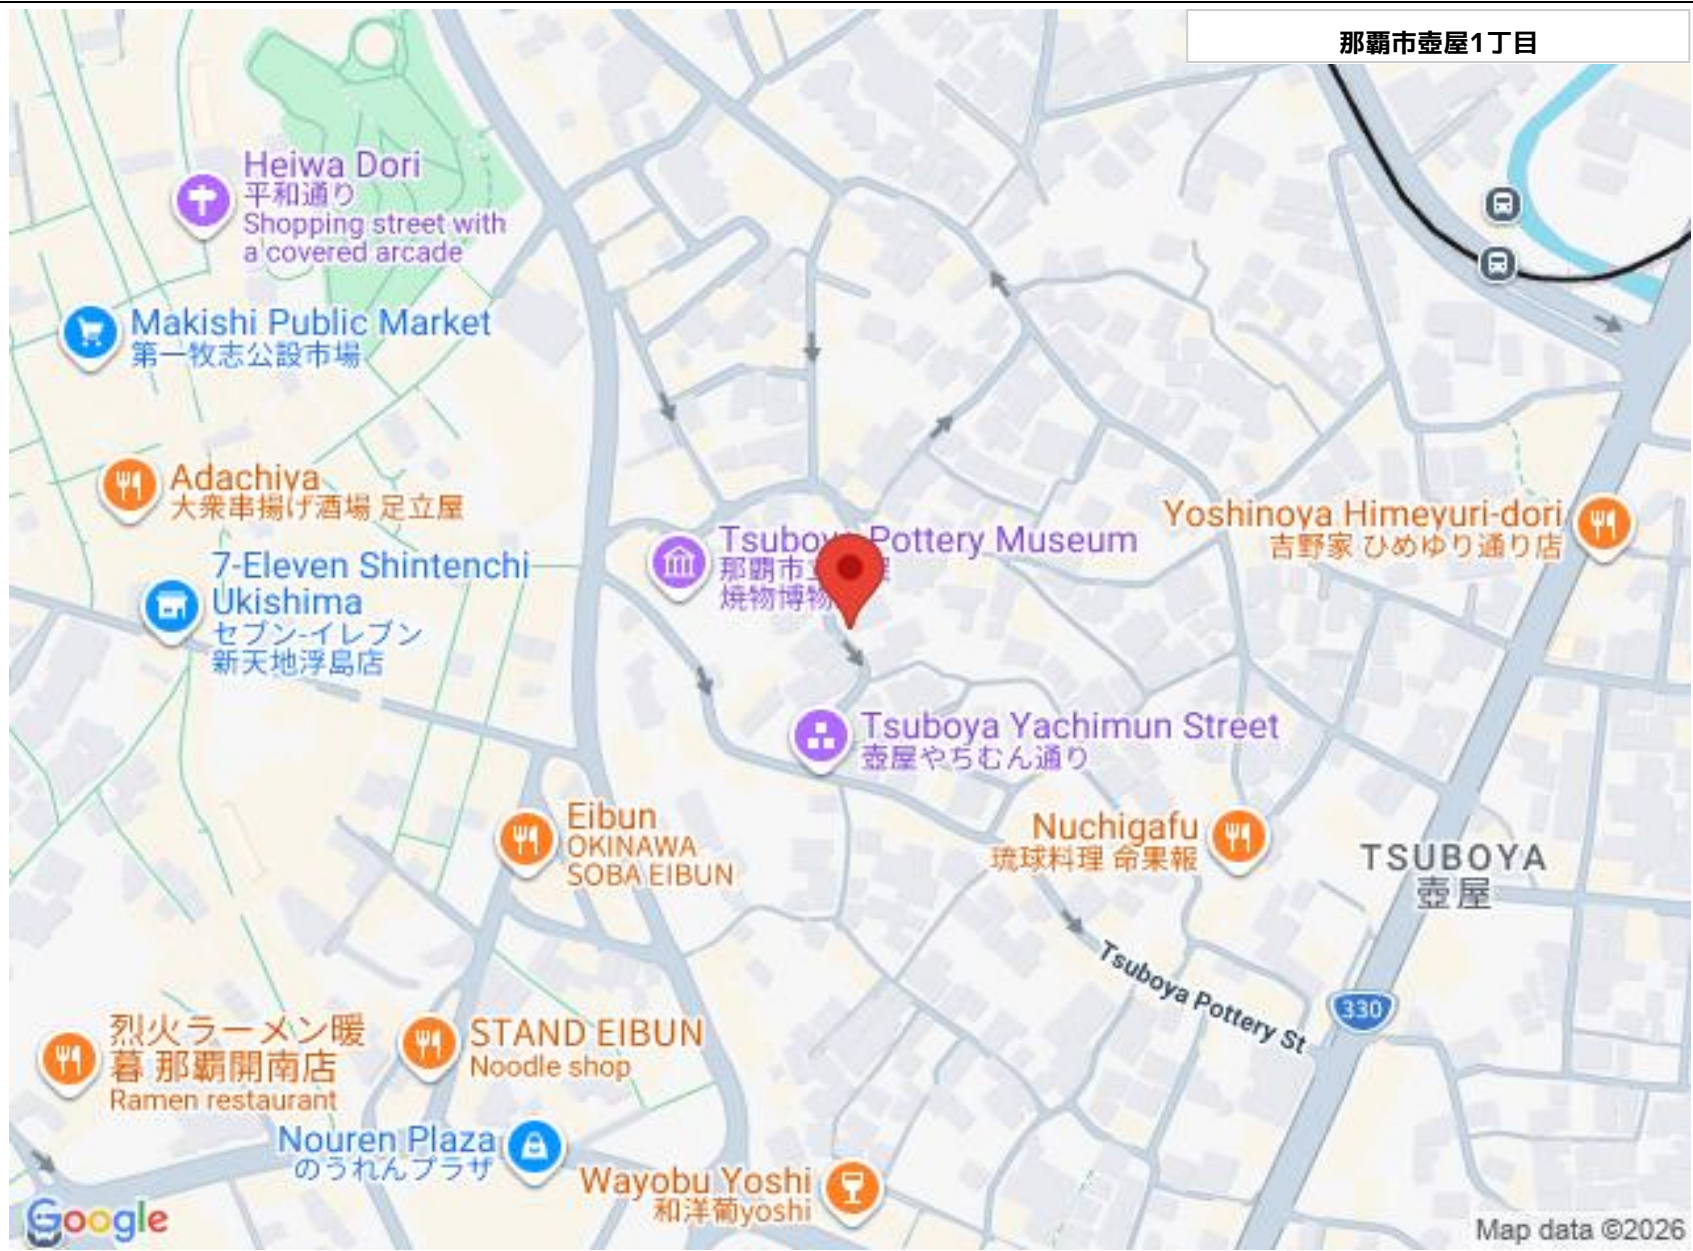 那覇市壺屋1丁目
Heiwa Dori
平和通り
Shopping street with
a covered arcade
Makishi Public Market
第一牧志公設市場
Adachiya
大衆串揚げ酒場 足立屋
Yoshinoya Himeyuri-dori
吉野家 ひめゆり通り店
Tsuboya Pottery Museum
那覇市立
焼物博物
7-Eleven Shintenchi
Ukishima
セブン-イレブン
新天地浮島店
Tsuboya Yachimun Street
壺屋やちむん通り
Eibun
OKINAWA
SOBA EIBUN
Nuchigafu
琉球料理 命果報
TSUBOYA
壺屋
Tsuboya Pottery St
330
烈火ラーメン暖
暮 那覇開南店
Ramen restaurant
STAND EIBUN
Noodle shop
Nouren Plaza
のうれんプラザ
Wayobu Yoshi
和洋葡yoshi
Google
Map data ©2026